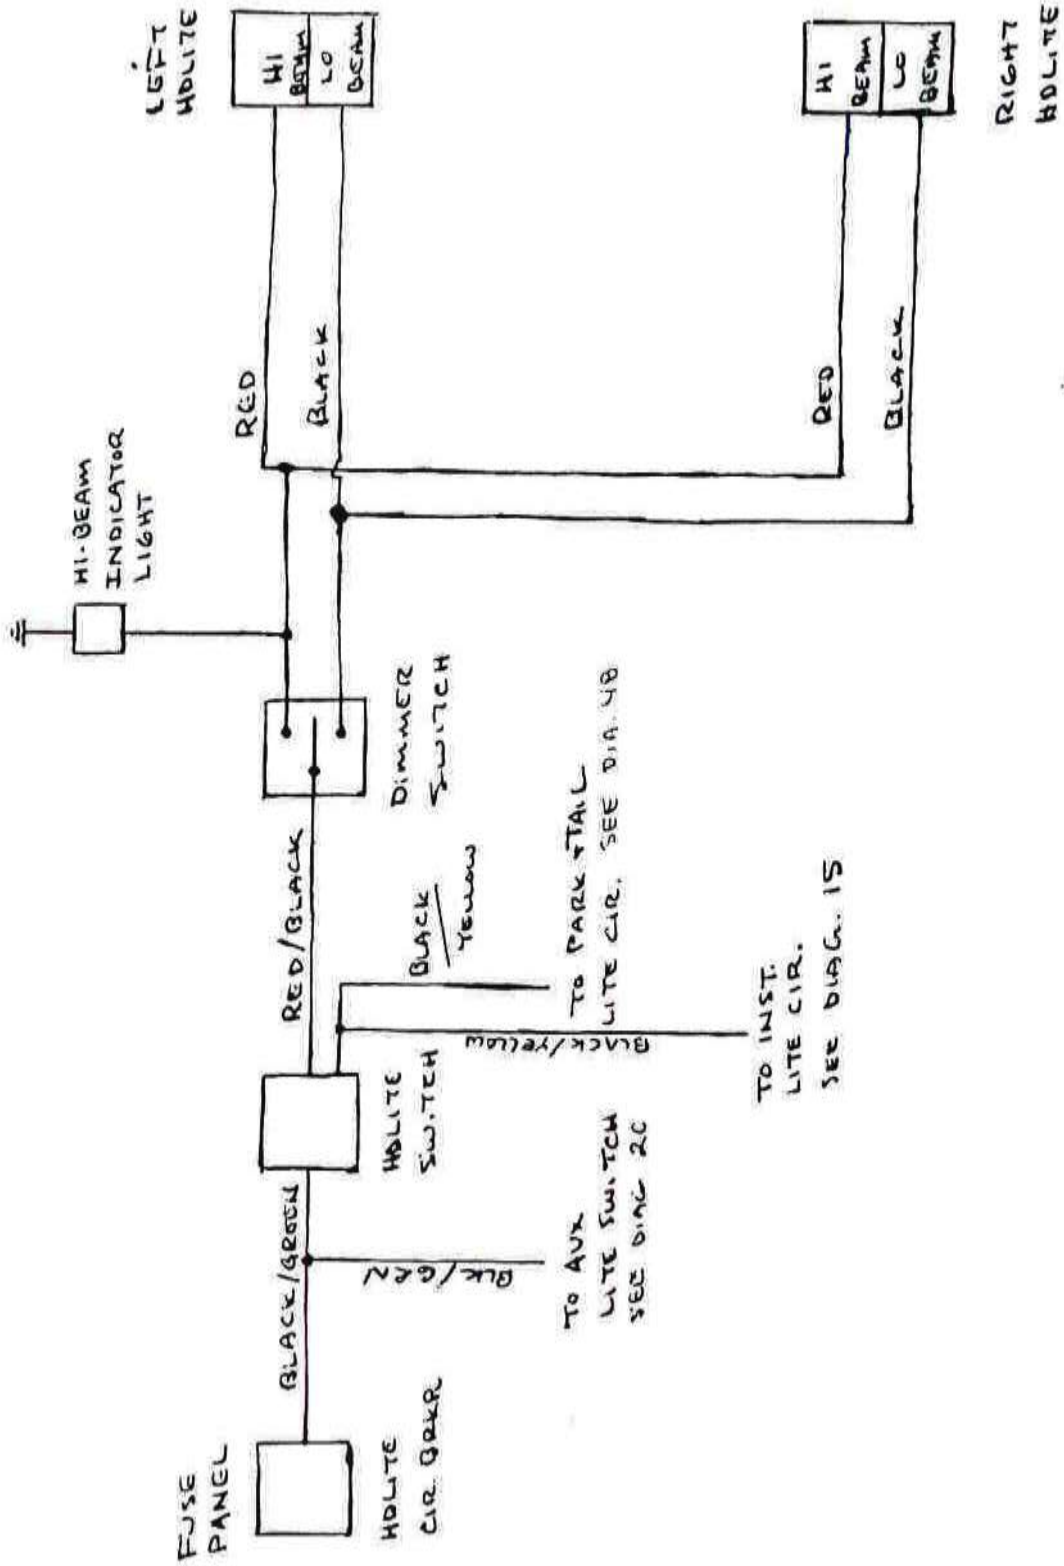 FUSE
PANEL
HDLITE
CIR. BRKR
BLACK/GREEN
BLK/GRN
TO AUX
LITE SWITCH
SEE DIAG 2C
HDLITE
SWITCH
RED/BLACK
BLACK
YELLOW
BLACK/YELLOW
TO PARK + TAIL
LITE CIR. SEE DIA. 4B
TO INST.
LITE CIR.
SEE DIAG. 15
DIMMER
SWITCH
HI-BEAM
INDICATOR
LIGHT
RED
BLACK
LEFT
HDLITE
HI
BEAM
LO
BEAM
RED
BLACK
HI
BEAM
LO
BEAM
RIGHT
HDLITE